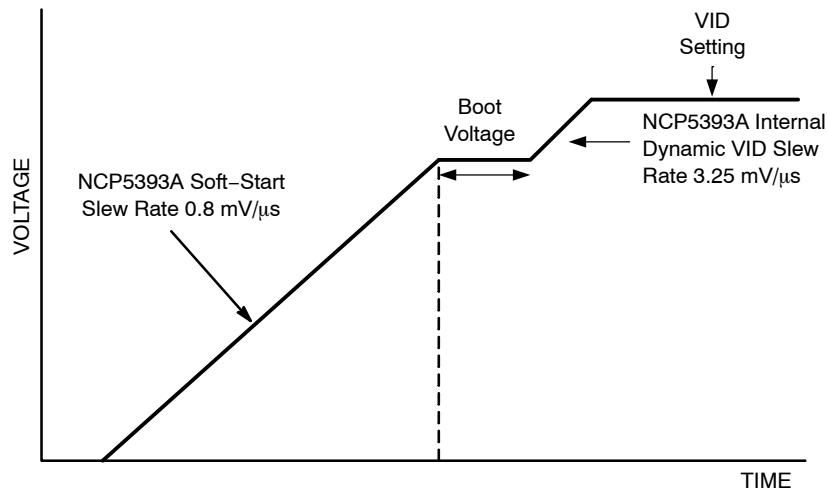 VID
Setting
Boot
Voltage
NCP5393A Internal
Dynamic VID Slew
Rate 3.25 mV/μs
NCP5393A Soft−Start
Slew Rate 0.8 mV/μs
VOLTAGE
TIME